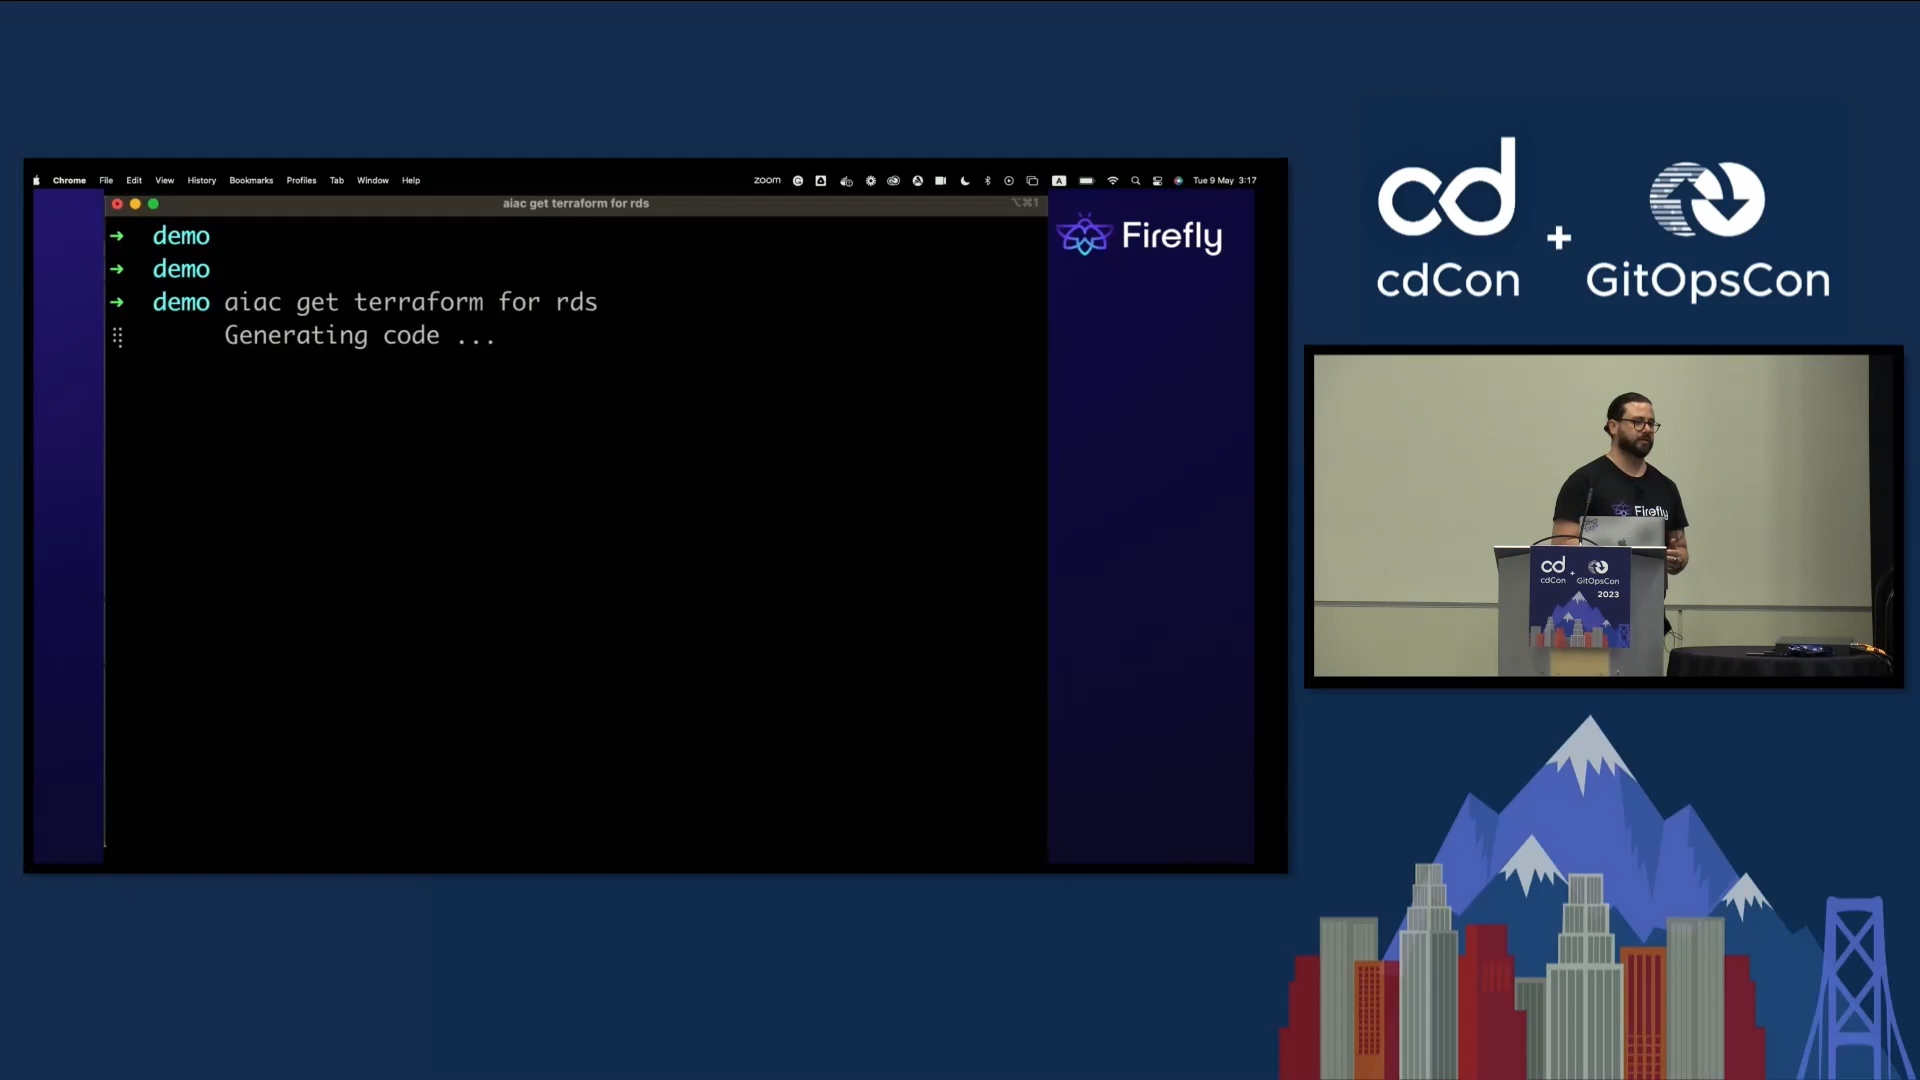 Chrome File Edit View History Bookmarks Profiles Tab Window Help
zoom
A
Tue 9 May 3:17
aiac get terraform for rds
demo
demo
demo aiac get terraform for rds
Generating code ...
Firefly
cd
cdCon
+
GitOpsCon
Firefly
cd
cdCon
+
GitOpsCon
2023